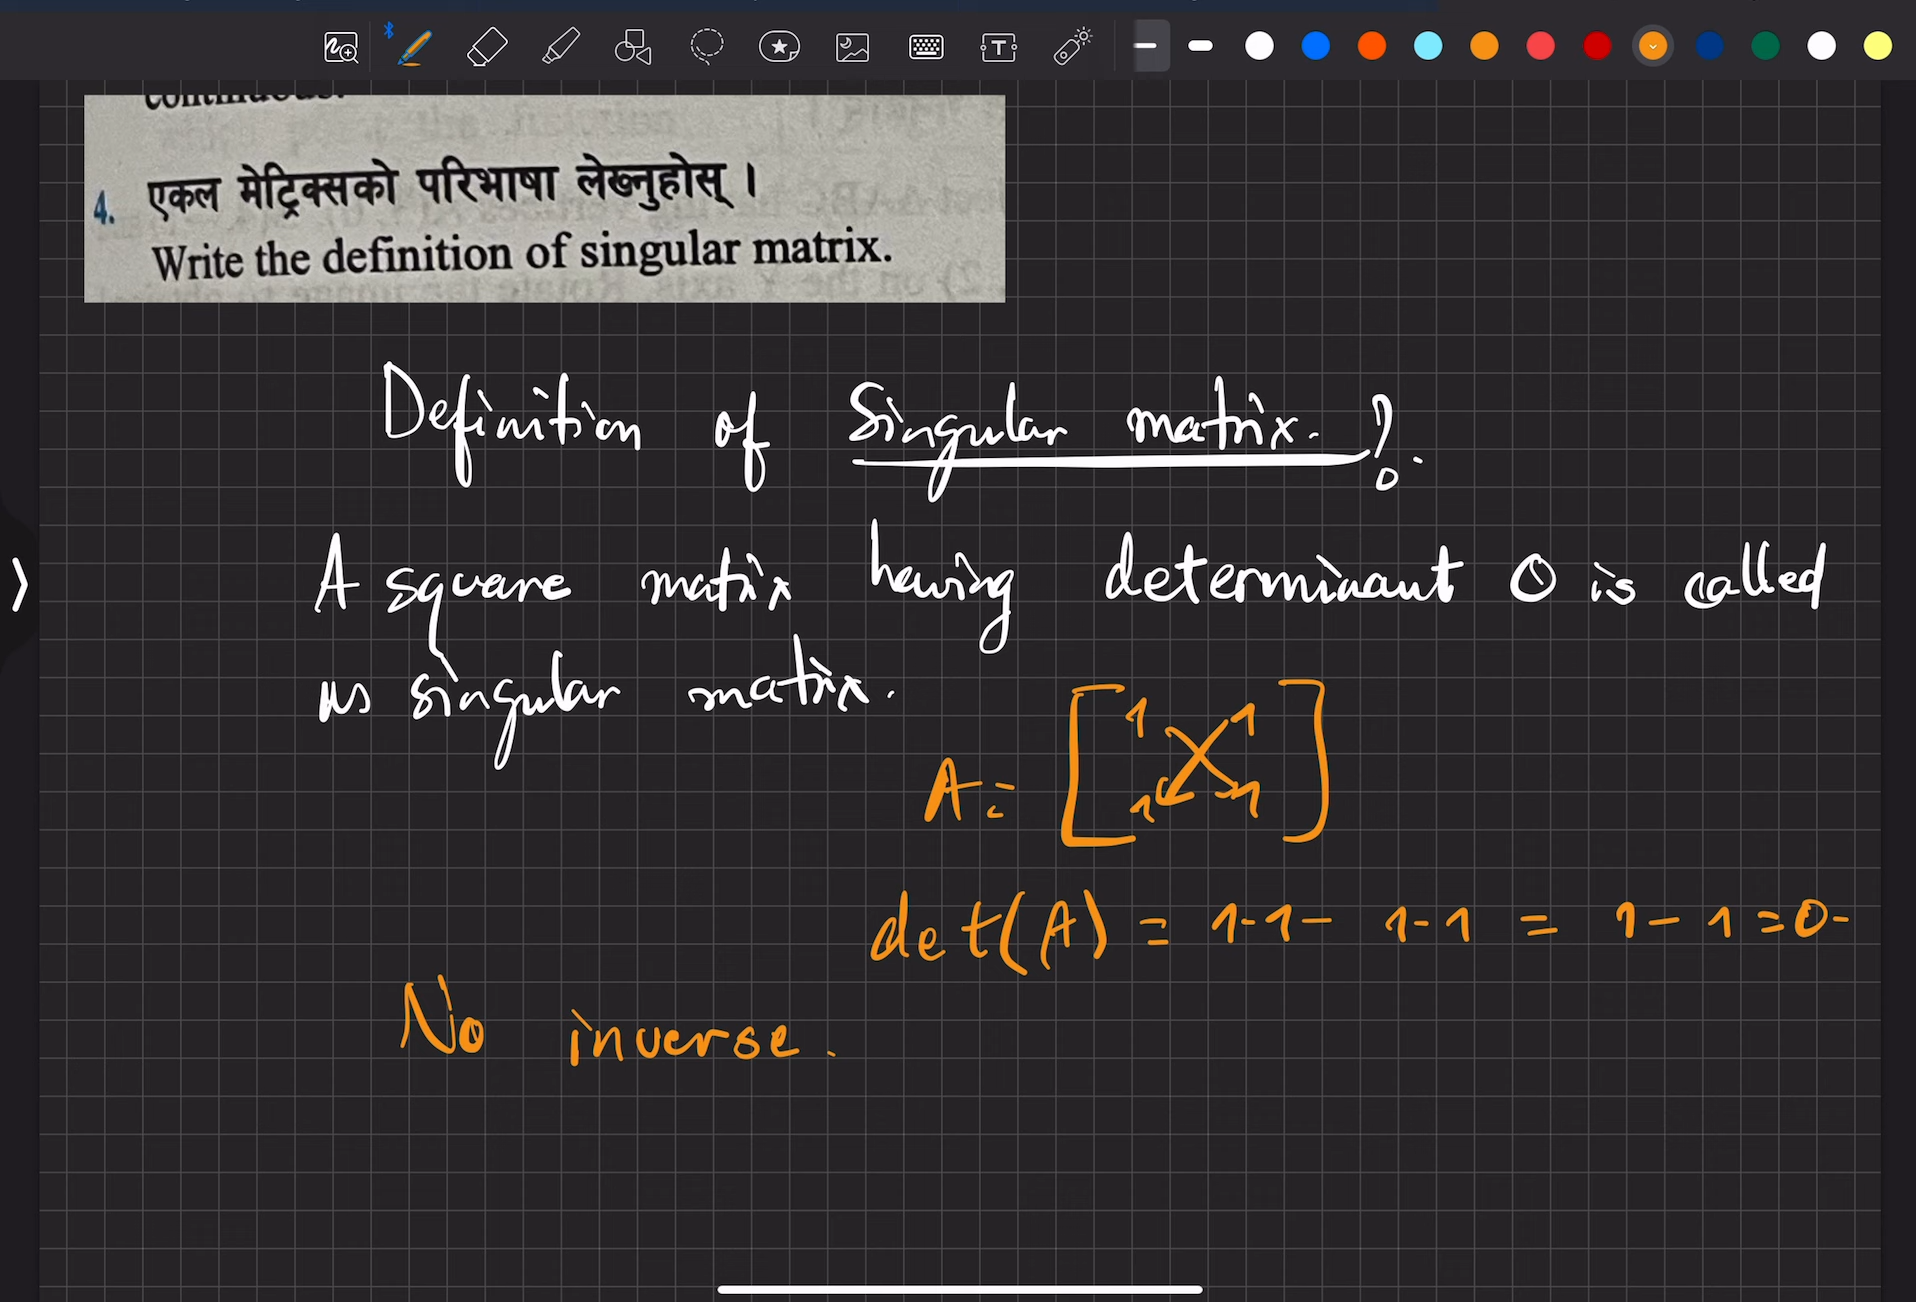 4. एकल मेट्रिक्सको परिभाषा लेख्नुहोस् ।
Write the definition of singular matrix.
Definition of Singular matrix. ?
A square matrix having determinant 0 is called
as singular matrix.
1 1
A = [ ]
1 1
det(A) = 1·1 - 1·1 = 1 - 1 = 0.
No inverse.